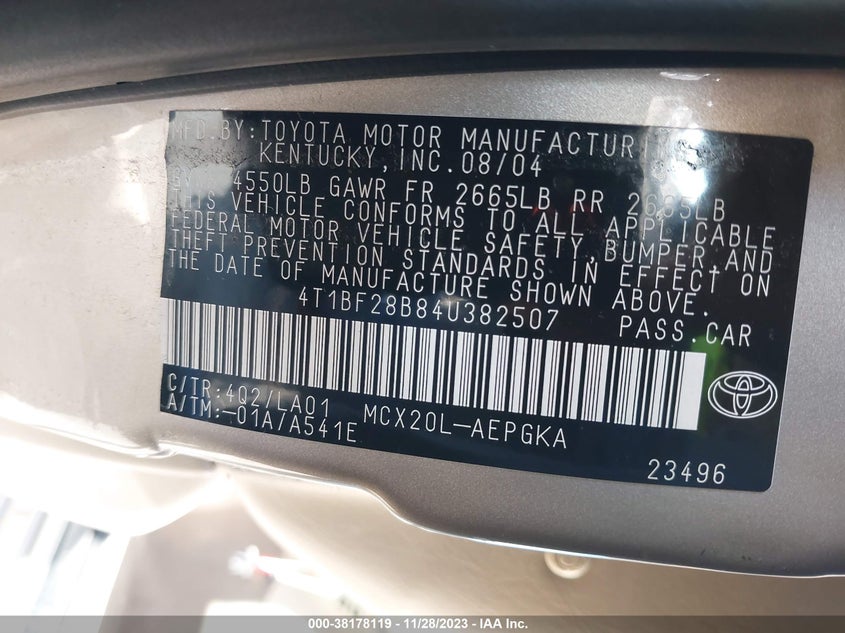 MFD.BY:TOYOTA MOTOR MANUFACTURI
KENTUCKY,INC.08/04
4550LB GAWR FR 2665LB RR 2665LB
THIS VEHICLE CONFORMS TO ALL APPLICABLE
FEDERAL MOTOR VEHICLE SAFETY,BUMPER,AND
THEFT PREVENTION STANDARDS IN EFFECT ON
THE DATE OF MANUFACTURE SHOWN ABOVE.
4T1BF28B84U382507 PASS.CAR
C/TR:4Q2/LA01 MCX20L-AEPGKA
A/TM:-01A/A541E
23496
000-38178119 - 11/28/2023 - IAA Inc.